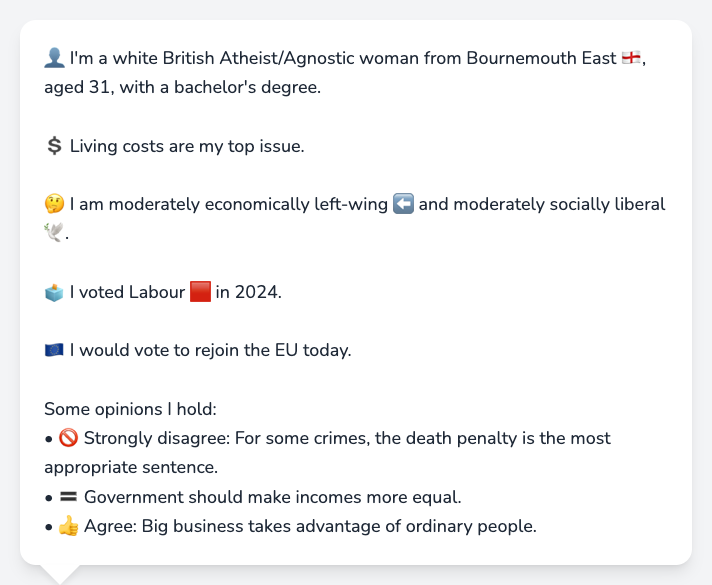 👤 I'm a white British Atheist/Agnostic woman from Bournemouth East 🏴󠁧󠁢󠁥󠁮󠁧󠁿,
aged 31, with a bachelor's degree.
💲 Living costs are my top issue.
🤔 I am moderately economically left-wing ⬅️ and moderately socially liberal
🕊️.
🗳️ I voted Labour 🟥 in 2024.
🇪🇺 I would vote to rejoin the EU today.
Some opinions I hold:
• 🚫 Strongly disagree: For some crimes, the death penalty is the most
appropriate sentence.
• 🟰 Government should make incomes more equal.
• 👍 Agree: Big business takes advantage of ordinary people.